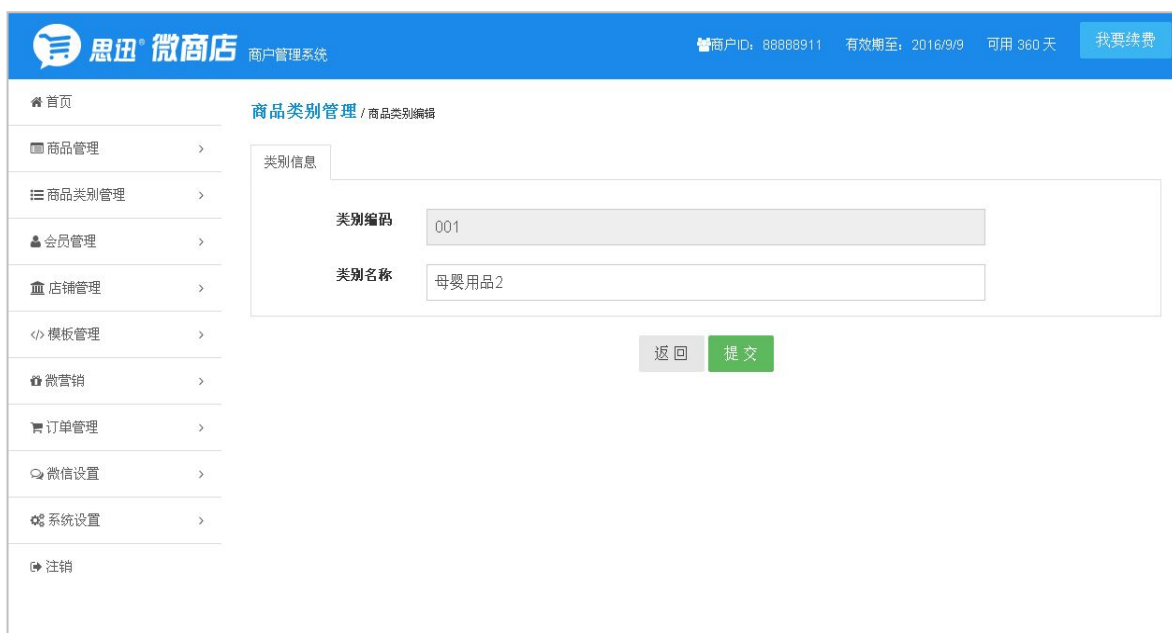 思迅® 微商店 商户管理系统 商户ID：88888911 有效期至：2016/9/9 可用 360 天 我要续费
首页
商品管理
商品类别管理
会员管理
店铺管理
模板管理
微营销
订单管理
微信设置
系统设置
注销
商品类别管理 / 商品类别编辑
类别信息
类别编码 001
类别名称 母婴用品2
返 回 提 交